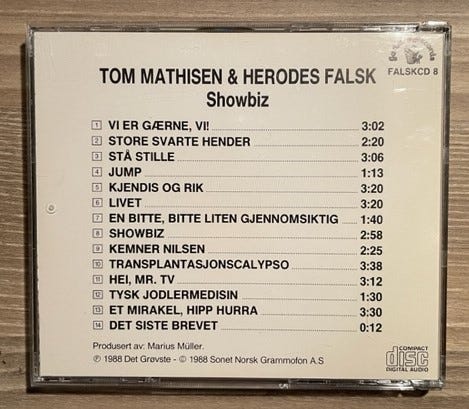 FALSKCD 8
TOM MATHISEN & HERODES FALSK
Showbiz
1 VI ER GÆRNE, VI! 3:02
2 STORE SVARTE HENDER 2:20
3 STÅ STILLE 3:06
4 JUMP 1:13
5 KJENDIS OG RIK 3:20
6 LIVET 3:20
7 EN BITTE, BITTE LITEN GJENNOMSIKTIG 1:40
8 SHOWBIZ 2:58
9 KEMNER NILSEN 2:25
10 TRANSPLANTASJONSCALYPSO 3:38
11 HEI, MR. TV 3:12
12 TYSK JODLERMEDISIN 1:30
13 ET MIRAKEL, HIPP HURRA 3:30
14 DET SISTE BREVET 0:12
Produsert av: Marius Müller.
℗ 1988 Det Grøvste - © 1988 Sonet Norsk Grammofon A.S
COMPACT
disc
DIGITAL AUDIO